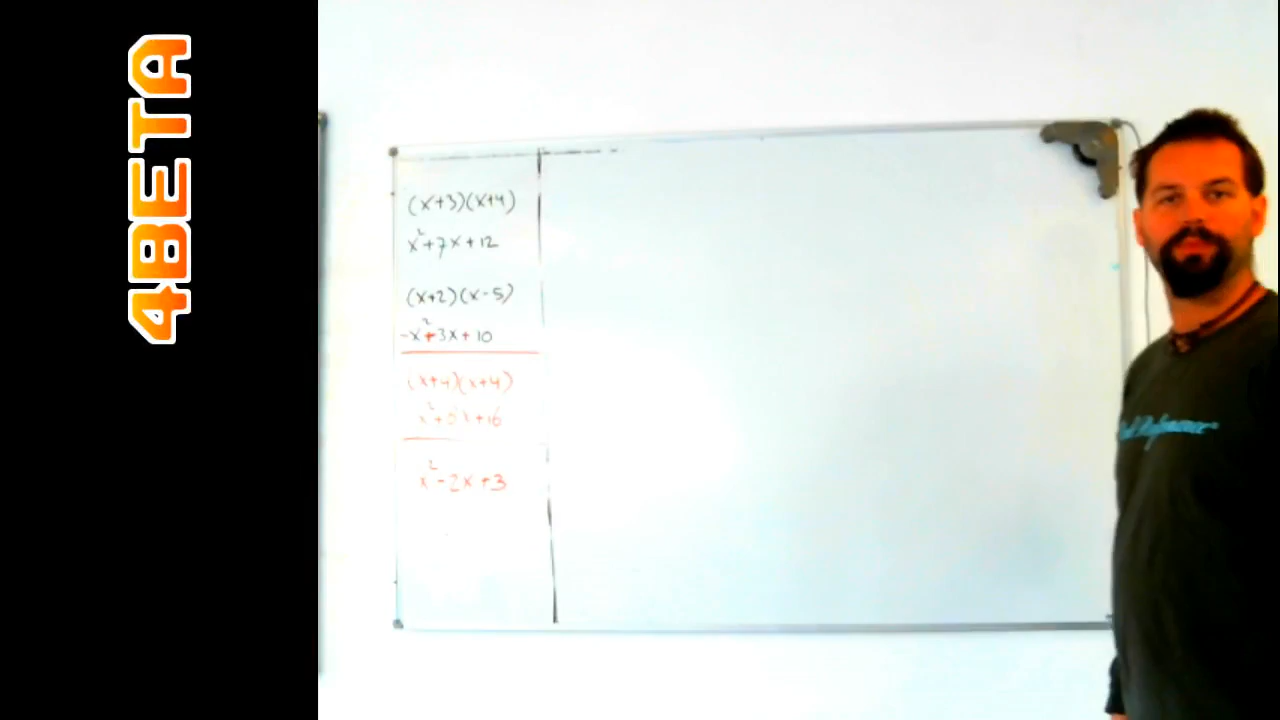 4BETA
(x+3)(x+4)
x²+7x+12
(x+2)(x-5)
-x²+3x+10
(x+4)(x+4)
x²+8x+16
x²-2x+3